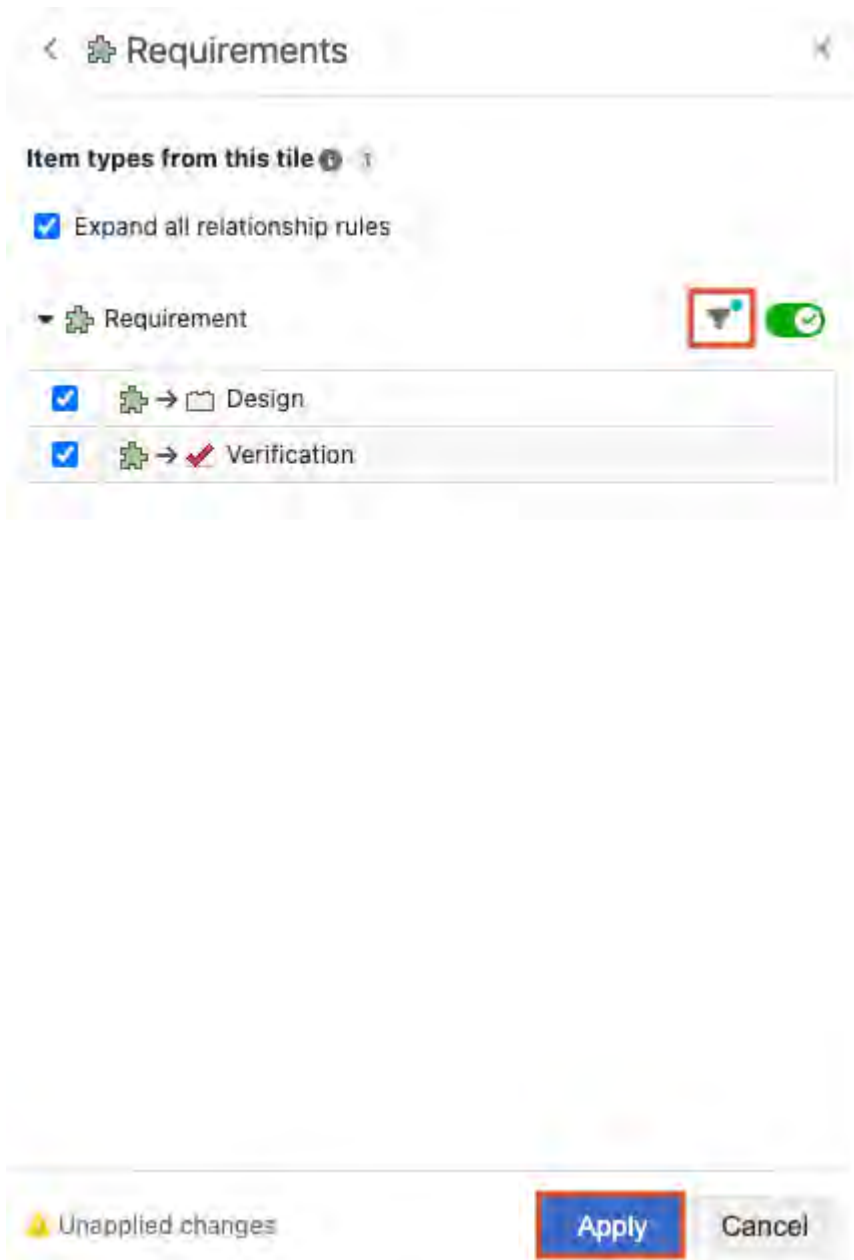 Requirements
Item types from this tile
Expand all relationship rules
Requirement
Design
Verification
Unapplied changes
Apply Cancel